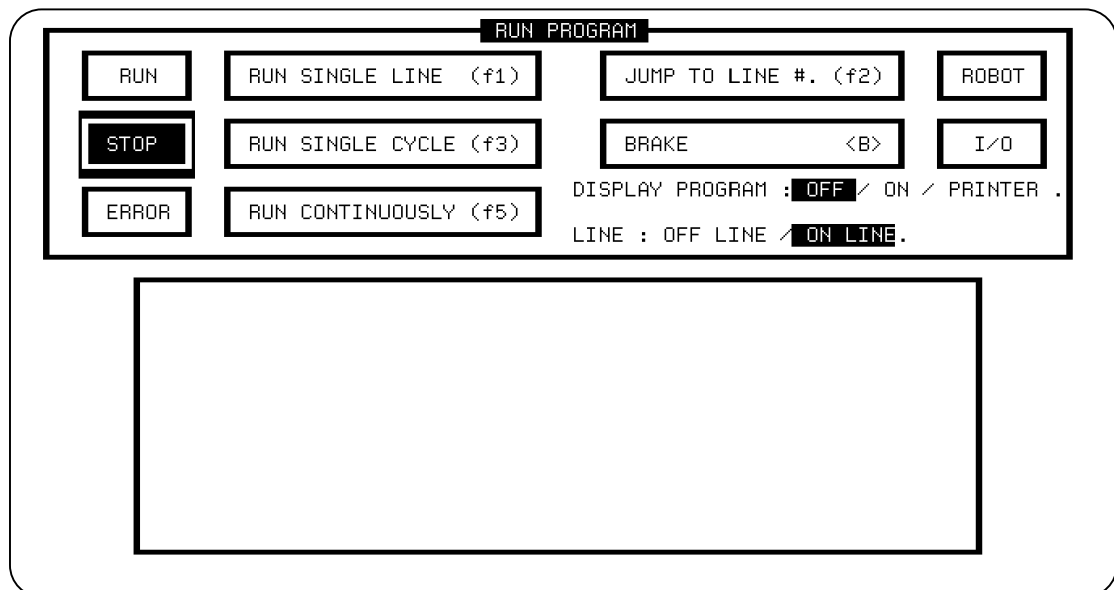 RUN PROGRAM
RUN RUN SINGLE LINE (f1) JUMP TO LINE #. (f2) ROBOT
STOP RUN SINGLE CYCLE (f3) BRAKE <B> I/O
DISPLAY PROGRAM : OFF / ON / PRINTER .
ERROR RUN CONTINUOUSLY (f5)
LINE : OFF LINE / ON LINE.